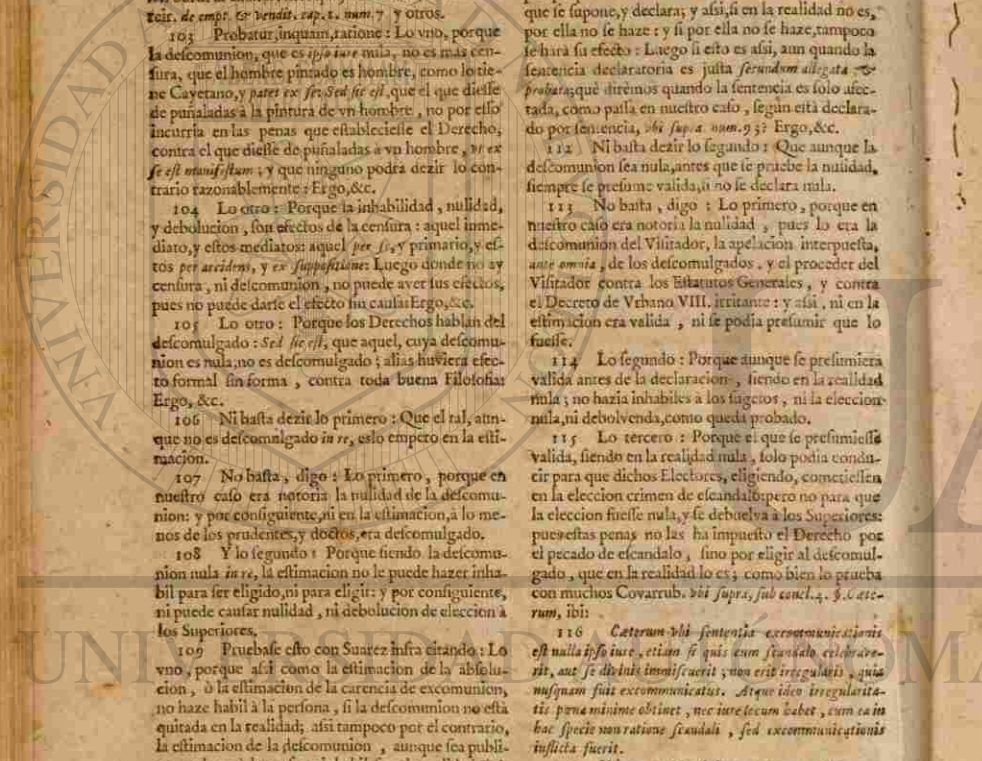 teir. de empt. & vendit. cap. 1. num. 7 y otros.
103 Probatur, inquam, ratione : Lo vno, porque
la descomunion, que es ipso iure nula, no es mas cen-
sura, que el hombre pintado es hombre, como lo tie-
ne Cayetano, y patet ex se: Sed sic est, que el que diesse
de puñaladas à la pintura de vn hombre, no por esso
incurria en las penas que estableciesse el Derecho,
contra el que diesse de puñaladas à vn hombre, vt ex
se est manifestum ; y que ninguno podrà dezir lo con-
trario razonablemente : Ergo, &c.
104 Lo otro : Porque la inhabilidad, nulidad,
y debolucion, son efectos de la censura : aquel inme-
diato, y estos mediatos: aquel per se, y primario, y es-
tos per accidens, y ex suppositione: Luego donde no ay
censura, ni descomunion, no puede aver sus efectos,
pues no puede darse el efecto sin causa: Ergo, &c.
105 Lo otro : Porque los Derechos hablan del
descomulgado : Sed sic est, que aquel, cuya descomu-
nion es nula, no es descomulgado ; alias huviera efec-
to formal sin forma, contra toda buena Filosofia:
Ergo, &c.
106 Ni basta dezir lo primero : Que el tal, aun-
que no es descomulgado in re, eslo empero en la esti-
macion.
107 No basta, digo : Lo primero, porque en
nuestro caso era notoria la nulidad de la descomu-
nion: y por consiguiente, ni en la estimacion, à lo me-
nos de los prudentes, y doctos, era descomulgado.
108 Y lo segundo : Porque siendo la descomu-
nion nula in re, la estimacion no le puede hazer inha-
bil para ser eligido, ni para eligir: y por consiguiente,
ni puede causar nulidad, ni debolucion de eleccion à
los Superiores.
109 Pruebase esto con Suarez infra citando : Lo
vno, porque assi como la estimacion de la absolu-
cion, ò la estimacion de la carencia de excomunion,
no haze habil à la persona, si la descomunion no està
quitada en la realidad; assi tampoco por el contrario,
la estimacion de la descomunion, aunque sea publi-
que se supone, y declara; y assi, si en la realidad no es,
por ella no se haze : y si por ella no se haze, tampoco
se harà su efecto : Luego si esto es assi, aun quando la
sentencia declaratoria es justa secundum allegata &
probata; què dirèmos quando la sentencia es solo afec-
tada, como passa en nuestro caso, segun està declara-
do por sentencia, vbi supra num. 93? Ergo, &c.
112 Ni basta dezir lo segundo : Que aunque la
descomunion sea nula, antes que se pruebe la nulidad,
siempre se presume valida, si no se declara nula.
113 No basta, digo : Lo primero, porque en
nuestro caso era notoria la nulidad, pues lo era la
descomunion del Visitador, la apelacion interpuesta,
ante omnia, de los descomulgados, y el proceder del
Visitador contra los Estatutos Generales, y contra
el Decreto de Vrbano VIII. irritante : y assi, ni en la
estimacion era valida, ni se podia presumir que lo
fuesse.
114 Lo segundo : Porque aunque se presumiera
valida antes de la declaracion, siendo en la realidad
nula ; no hazia inhabiles à los sugetos, ni la eleccion
nula, ni debolvenda, como queda probado.
115 Lo tercero : Porque el que se presumiesse
valida, siendo en la realidad nula, solo podia condu-
cir para que dichos Electores, eligiendo, cometiessen
en la eleccion crimen de escandalo: pero no para que
la eleccion fuesse nula, y se debuelva à los Superiores:
pues estas penas no las ha impuesto el Derecho por
el pecado de escandalo, sino por eligir al descomul-
gado, que en la realidad lo es; como bien lo prueba
con muchos Covarrub. vbi supra, sub concl. 4. §. Cæte-
rum, ibi:
116 Cæterum vbi sententia excommunicationis
est nulla ipso iure, etiam si quis cum scandalo celebrave-
rit, aut se divinis immiscuerit ; non erit irregularis, quia
nusquam fuit excommunicatus. Atque ideo irregularita-
tis pœna minime obtinet, nec iure locum habet, cum ea in
hac specie non ratione scandali, sed excommunicationis
inflicta fuerit.
UNIVERSIDAD AUTÓNOMA